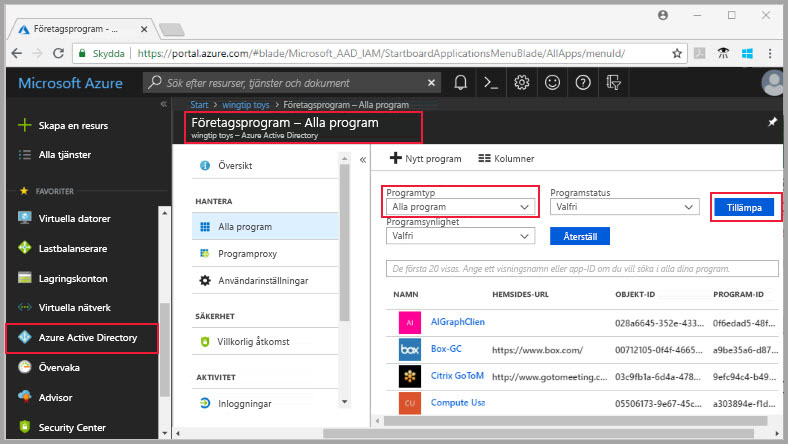 Företagsprogram - ...
Skydda
https://portal.azure.com/#blade/Microsoft_AAD_IAM/StartboardApplicationsMenuBlade/AllApps/menuId/
Microsoft Azure
Sök efter resurser, tjänster och dokument
Start > wingtip toys > Företagsprogram – Alla program
Företagsprogram – Alla program
wingtip toys – Azure Active Directory
Skapa en resurs
Alla tjänster
FAVORITER
Virtuella datorer
Lastbalanserare
Lagringskonton
Virtuella nätverk
Azure Active Directory
Övervaka
Advisor
Security Center
Översikt
HANTERA
Alla program
Programproxy
Användarinställningar
SÄKERHET
Villkorlig åtkomst
AKTIVITET
Inloggningar
Nytt program
Kolumner
Programtyp
Programstatus
Alla program
Valfri
Tillämpa
Programsynlighet
Valfri
Återställ
De första 20 visas. Ange ett visningsnamn eller app-ID om du vill söka i alla dina program.
NAMN HEMSIDES-URL OBJEKT-ID PROGRAM-ID
AI AIGraphClien 028a6645-352e-433... 0f6edad5-48f...
box Box-GC https://www.box.com/ 00712105-0f4f-4665... a9be35a6-d87...
Citrix GoToM http://www.gotomeeting.c... 03c9fb1a-6d4a-478... 9efc94c4-b49...
CU Compute Usa 05506173-9e67-45c... a303894e-f1d...